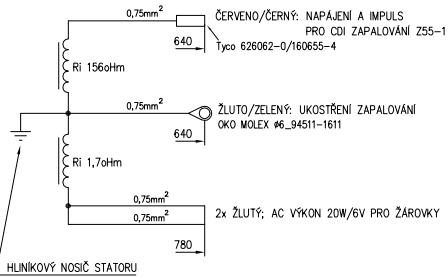 0,75mm²
ČERVENO/ČERNÝ: NAPÁJENÍ A IMPULS
PRO CDI ZAPALOVÁNÍ Z55-1
640
Tyco 626062-0/160655-4
Ri 156oHm
0,75mm²
ŽLUTO/ZELENÝ: UKOSTŘENÍ ZAPALOVÁNÍ
OKO MOLEX ø6_94511-1611
640
Ri 1,7oHm
0,75mm²
0,75mm²
2x ŽLUTÝ; AC VÝKON 20W/6V PRO ŽÁROVKY
780
HLINÍKOVÝ NOSIČ STATORU